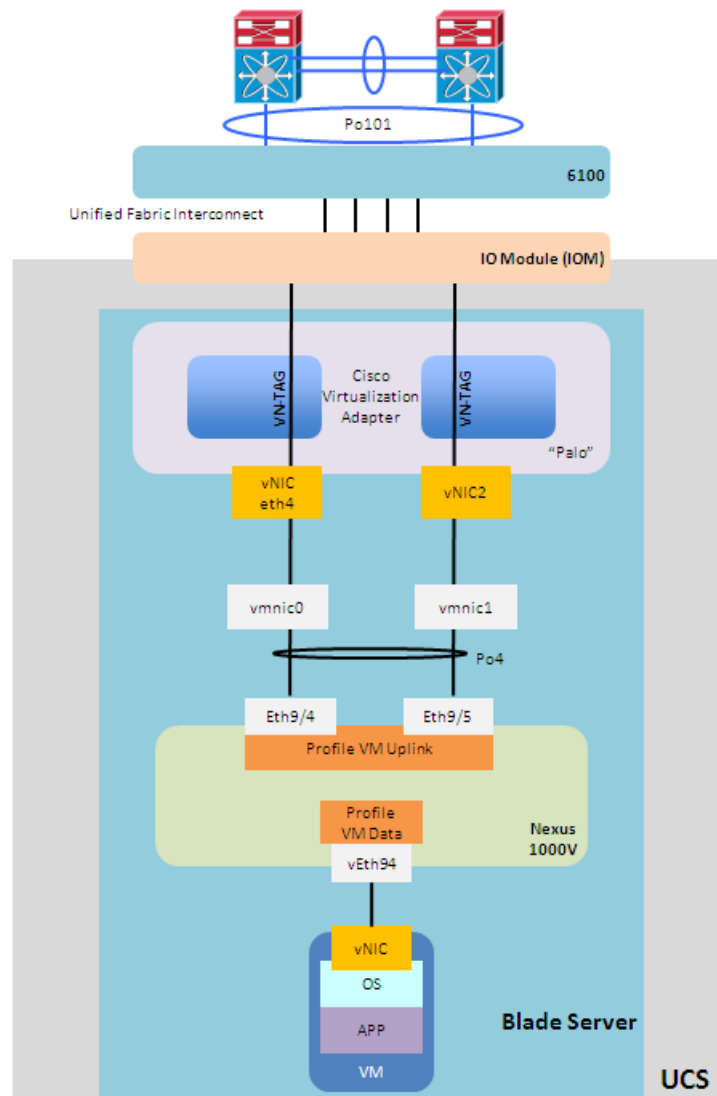 Po101
6100
Unified Fabric Interconnect
IO Module (IOM)
VN-TAG
Cisco
Virtualization
Adapter
VN-TAG
“Palo”
vNIC
eth4
vNIC2
vmnic0
vmnic1
Po4
Eth9/4
Eth9/5
Profile VM Uplink
Profile
VM Data
Nexus
1000V
vEth94
vNIC
OS
APP
VM
Blade Server
UCS